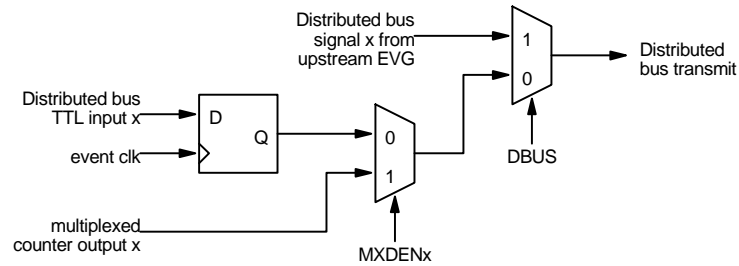 Distributed bus
signal x from
upstream EVG
1
0
Distributed
bus transmit
DBUS
Distributed bus
TTL input x
event clk
D
Q
0
1
multiplexed
counter output x
MXDENx